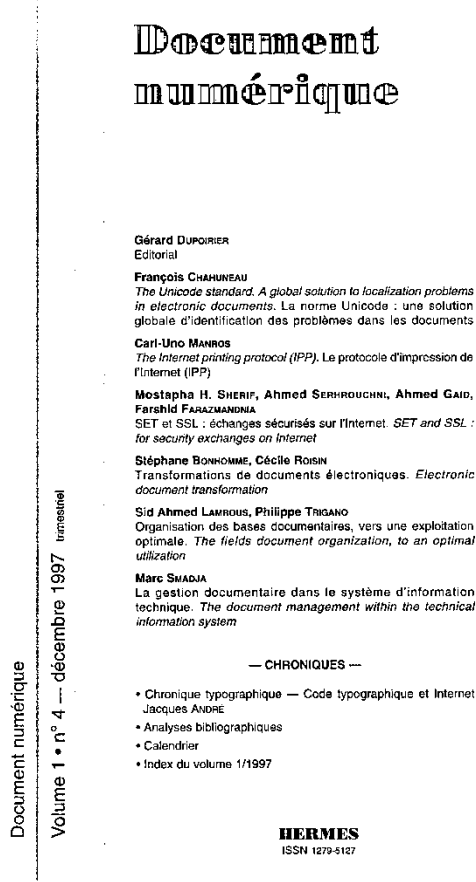 Document
numérique
Gérard DUPOIRIER
Editorial
François CHAHUNEAU
The Unicode standard. A global solution to localization problems
in electronic documents. La norme Unicode : une solution
globale d'identification des problèmes dans les documents
Carl-Uno MANROS
The Internet printing protocol (IPP). Le protocole d'impression de
l'Internet (IPP)
Mostapha H. SHERIF, Ahmed SERHROUCHNI, Ahmed GAID,
Farshid FARAZMANDNIA
SET et SSL : échanges sécurisés sur l'Internet. SET and SSL :
for security exchanges on Internet
Stéphane BONHOMME, Cécile ROISIN
Transformations de documents électroniques. Electronic
document transformation
Sid Ahmed LAMROUS, Philippe TRIGANO
Organisation des bases documentaires, vers une exploitation
optimale. The fields document organization, to an optimal
utilization
Marc SMADJA
La gestion documentaire dans le système d'information
technique. The document management within the technical
information system
— CHRONIQUES —
• Chronique typographique — Code typographique et Internet
Jacques ANDRÉ
• Analyses bibliographiques
• Calendrier
• Index du volume 1/1997
HERMES
ISSN 1279-5127
Document numérique
Volume 1 • n° 4 — décembre 1997 trimestriel